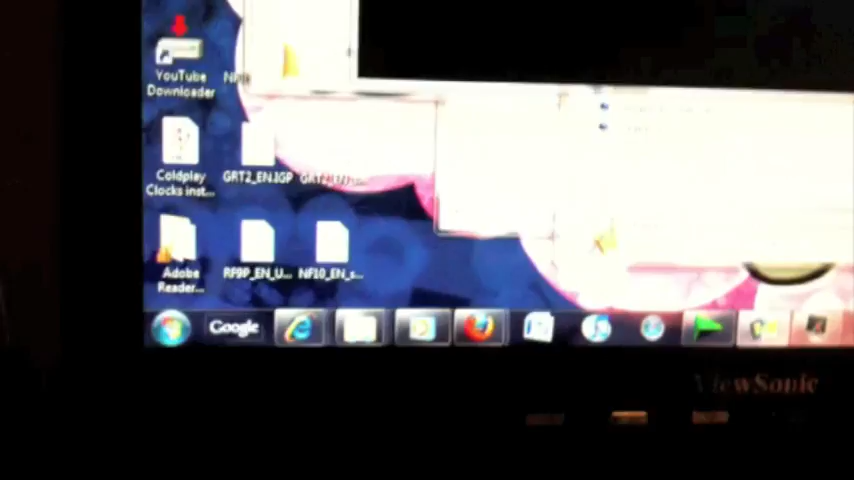 YouTube
Downloader
Coldplay
Clocks inst...
GRT2_EN.IGP
Adobe
Reader...
RF9P_EN_U...
NF10_EN_s...
Google
ViewSonic